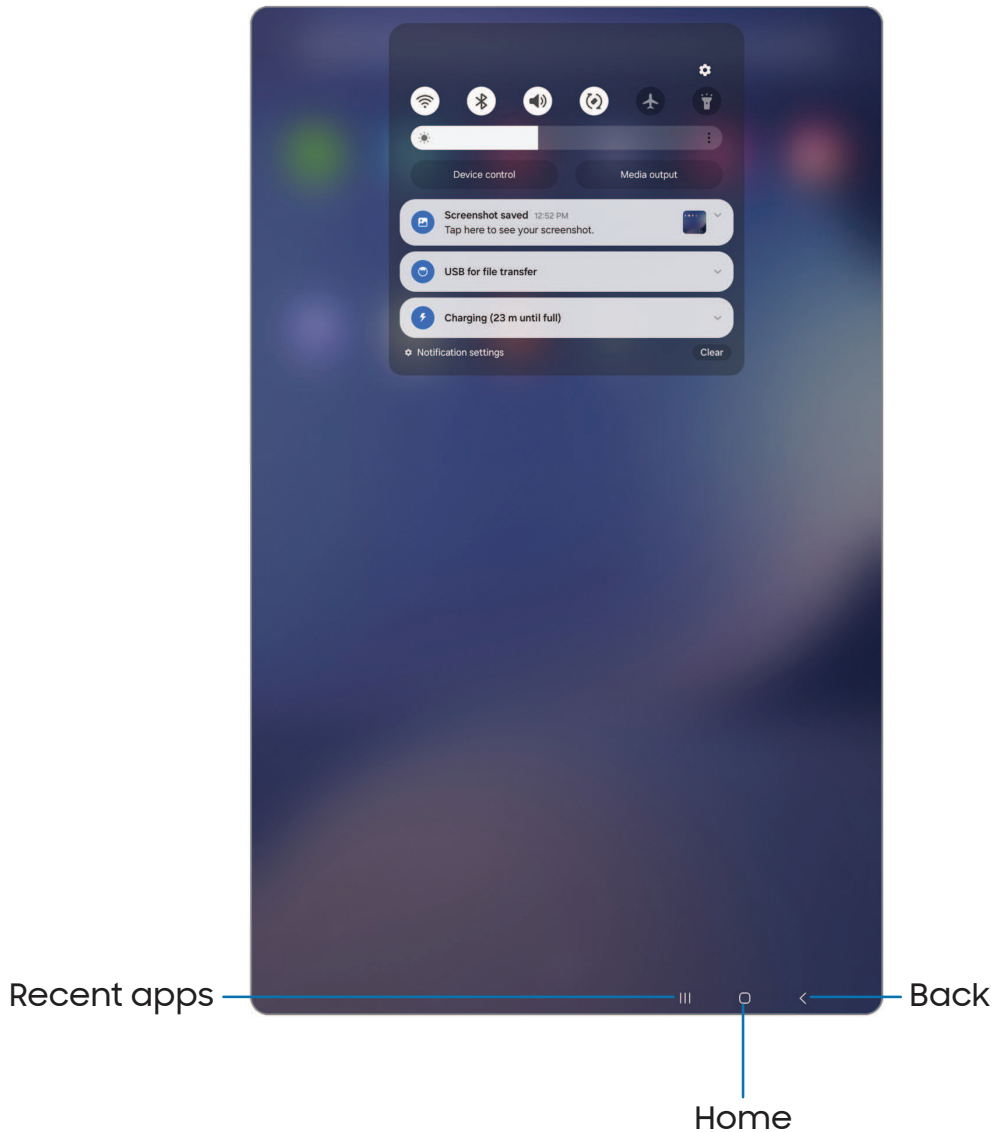 Device control
Media output
Screenshot saved 12:52 PM
Tap here to see your screenshot.
USB for file transfer
Charging (23 m until full)
Notification settings
Clear
Recent apps
Back
Home